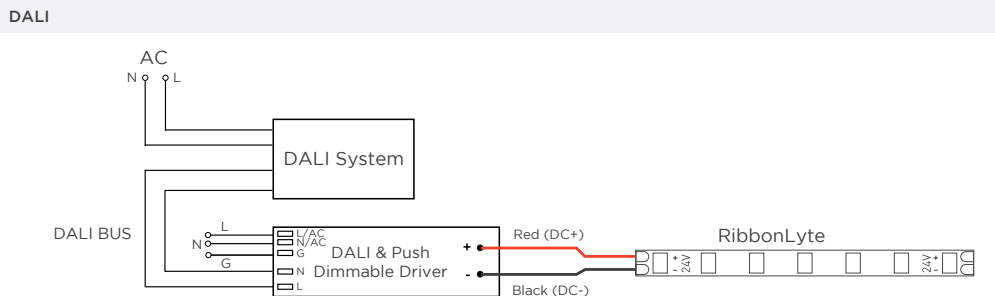 DALI
AC
N L
DALI System
DALI BUS
L
N
G
L/AC
N/AC
G
N
L
DALI & Push
Dimmable Driver
+
-
Red (DC+)
Black (DC-)
RibbonLyte
+ 24V -
+ 24V -